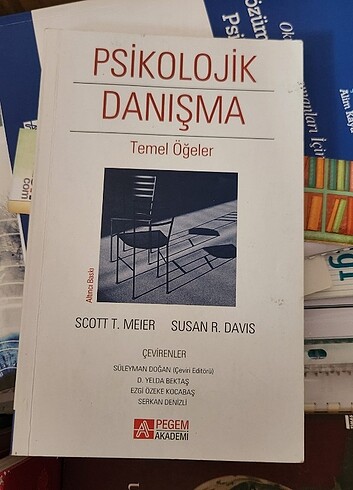 PSİKOLOJİK
DANIŞMA
Temel Öğeler
Altıncı Baskı
SCOTT T. MEIER SUSAN R. DAVIS
ÇEVİRENLER
SÜLEYMAN DOĞAN (Çeviri Editörü)
D. YELDA BEKTAŞ
EZGİ ÖZEKE KOCABAŞ
SERKAN DENİZLİ
PEGEM
AKADEMİ